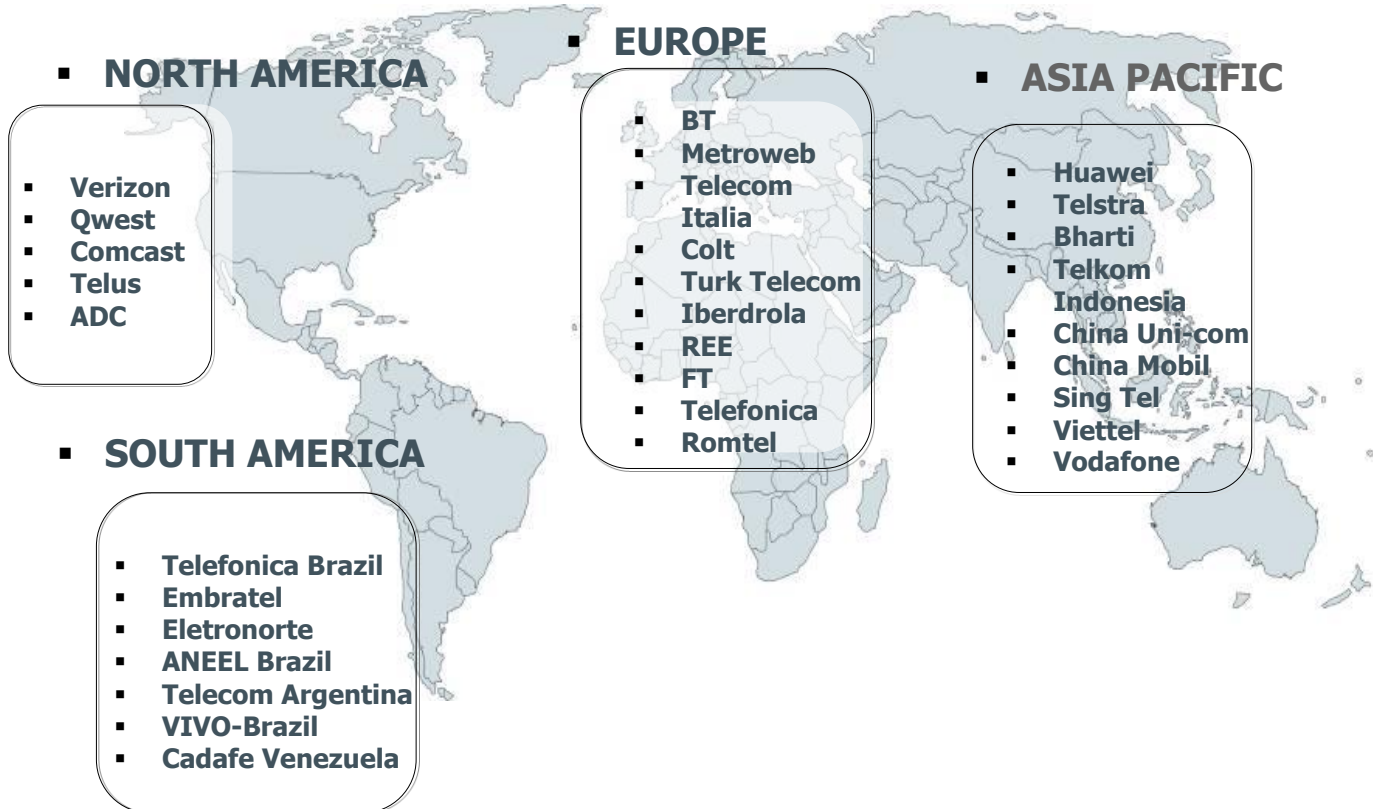 ▪ NORTH AMERICA
▪ Verizon
▪ Qwest
▪ Comcast
▪ Telus
▪ ADC
▪ SOUTH AMERICA
▪ Telefonica Brazil
▪ Embratel
▪ Eletronorte
▪ ANEEL Brazil
▪ Telecom Argentina
▪ VIVO-Brazil
▪ Cadafe Venezuela
▪ EUROPE
▪ BT
▪ Metroweb
▪ Telecom
Italia
▪ Colt
▪ Turk Telecom
▪ Iberdrola
▪ REE
▪ FT
▪ Telefonica
▪ Romtel
▪ ASIA PACIFIC
▪ Huawei
▪ Telstra
▪ Bharti
▪ Telkom
Indonesia
▪ China Uni-com
▪ China Mobil
▪ Sing Tel
▪ Viettel
▪ Vodafone